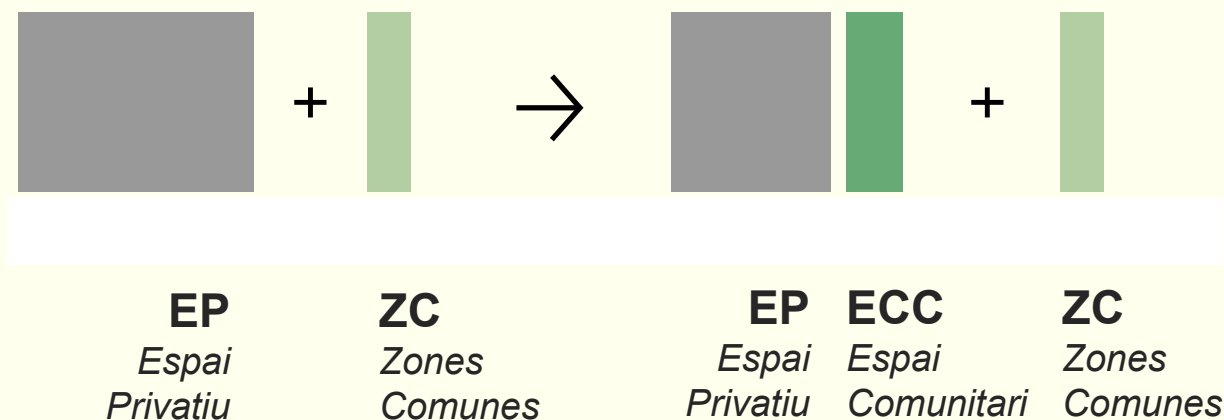 + → +
EP ZC EP ECC ZC
Espai Zones Espai Espai Zones
Privatiu Comunes Privatiu Comunitari Comunes